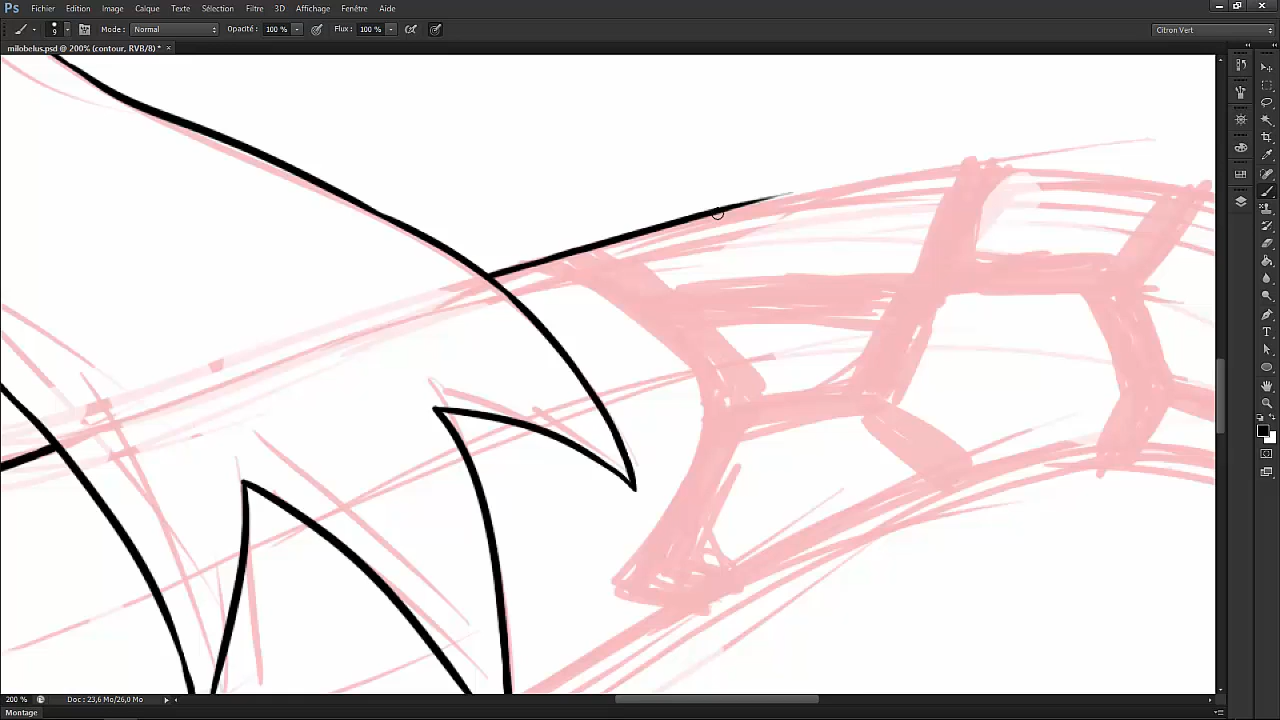 Ps Fichier Edition Image Calque Texte Sélection Filtre 3D Affichage Fenêtre Aide
9 Mode : Normal Opacité : 100 % Flux : 100 % Citron Vert
milobelus.psd @ 200% (contour, RVB/8) * ×
200 % Doc : 23,6 Mo/26,0 Mo
Montage